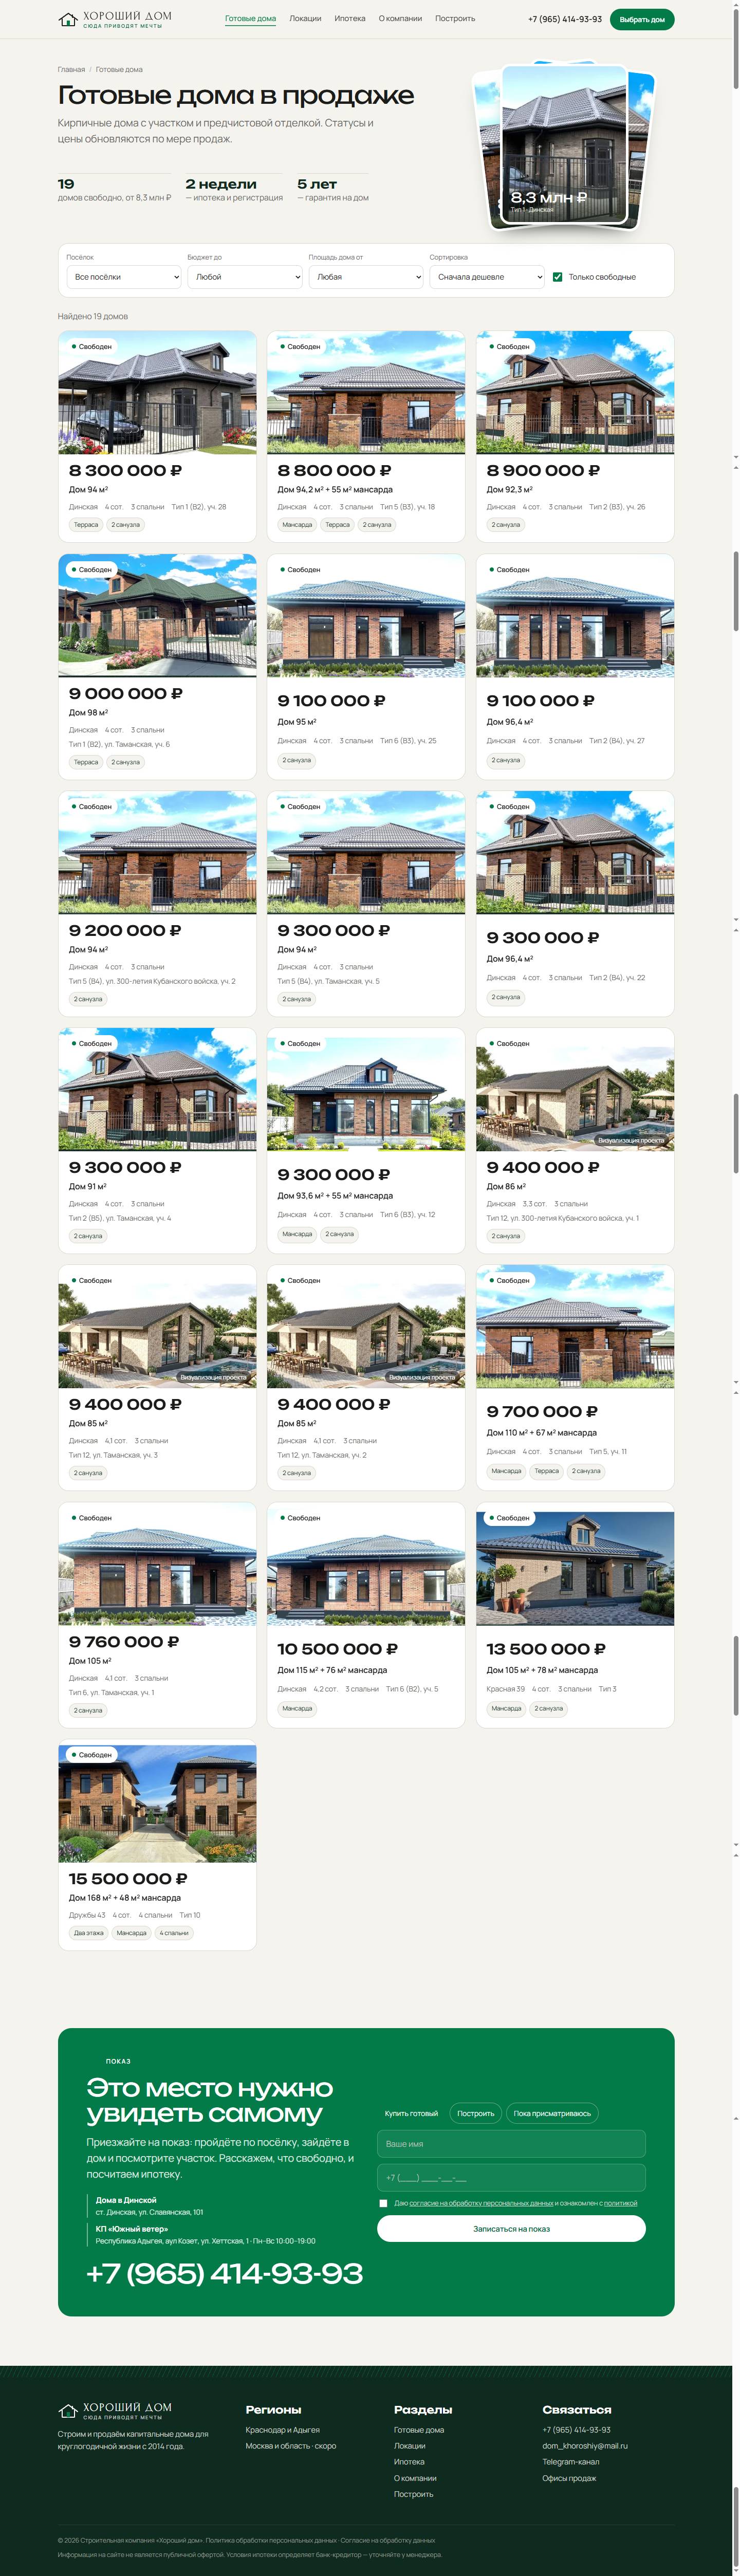 ХОРОШИЙ ДОМ
СЮДА ПРИВОДЯТ МЕЧТЫ
Готовые дома
Локации
Ипотека
О компании
Построить
+7 (965) 414-93-93
Выбрать дом
Главная / Готовые дома
Готовые дома в продаже
Кирпичные дома с участком и предчистовой отделкой. Статусы и
цены обновляются по мере продаж.
19
домов свободно, от 8,3 млн ₽
2 недели
— ипотека и регистрация
5 лет
— гарантия на дом
8,3 млн ₽
Тип 1 · Динская
Посёлок
Все посёлки
Бюджет до
Любой
Площадь дома от
Любая
Сортировка
Сначала дешевле
Только свободные
Найдено 19 домов
Свободен
8 300 000 ₽
Дом 94 м²
Динская 4 сот. 3 спальни Тип 1 (В2), уч. 28
Терраса 2 санузла
Свободен
8 800 000 ₽
Дом 94,2 м² + 55 м² мансарда
Динская 4 сот. 3 спальни Тип 5 (В3), уч. 18
Мансарда Терраса 2 санузла
Свободен
8 900 000 ₽
Дом 92,3 м²
Динская 4 сот. 3 спальни Тип 2 (В3), уч. 26
2 санузла
Свободен
9 000 000 ₽
Дом 98 м²
Динская 4 сот. 3 спальни
Тип 1 (В2), ул. Таманская, уч. 6
Терраса 2 санузла
Свободен
9 100 000 ₽
Дом 95 м²
Динская 4 сот. 3 спальни Тип 6 (В3), уч. 25
2 санузла
Свободен
9 100 000 ₽
Дом 96,4 м²
Динская 4 сот. 3 спальни Тип 2 (В4), уч. 27
2 санузла
Свободен
9 200 000 ₽
Дом 94 м²
Динская 4 сот. 3 спальни
Тип 5 (В4), ул. 300-летия Кубанского войска, уч. 2
2 санузла
Свободен
9 300 000 ₽
Дом 94 м²
Динская 4 сот. 3 спальни
Тип 5 (В4), ул. Таманская, уч. 5
2 санузла
Свободен
9 300 000 ₽
Дом 96,4 м²
Динская 4 сот. 3 спальни Тип 2 (В4), уч. 22
2 санузла
Свободен
9 300 000 ₽
Дом 91 м²
Динская 4 сот. 3 спальни
Тип 2 (В5), ул. Таманская, уч. 4
2 санузла
Свободен
9 300 000 ₽
Дом 93,6 м² + 55 м² мансарда
Динская 4 сот. 3 спальни Тип 6 (В3), уч. 12
Мансарда 2 санузла
Свободен
Визуализация проекта
9 400 000 ₽
Дом 86 м²
Динская 3,3 сот. 3 спальни
Тип 12, ул. 300-летия Кубанского войска, уч. 1
2 санузла
Свободен
Визуализация проекта
9 400 000 ₽
Дом 85 м²
Динская 4,1 сот. 3 спальни
Тип 12, ул. Таманская, уч. 3
2 санузла
Свободен
Визуализация проекта
9 400 000 ₽
Дом 85 м²
Динская 4,1 сот. 3 спальни
Тип 12, ул. Таманская, уч. 2
2 санузла
Свободен
9 700 000 ₽
Дом 110 м² + 67 м² мансарда
Динская 4 сот. 3 спальни Тип 5, уч. 11
Мансарда Терраса 2 санузла
Свободен
9 760 000 ₽
Дом 105 м²
Динская 4,1 сот. 3 спальни
Тип 6, ул. Таманская, уч. 1
2 санузла
Свободен
10 500 000 ₽
Дом 115 м² + 76 м² мансарда
Динская 4,2 сот. 3 спальни Тип 6 (В2), уч. 5
Мансарда
Свободен
13 500 000 ₽
Дом 105 м² + 78 м² мансарда
Красная 39 4 сот. 3 спальни Тип 3
Мансарда 2 санузла
Свободен
15 500 000 ₽
Дом 168 м² + 48 м² мансарда
Дружбы 43 4 сот. 4 спальни Тип 10
Два этажа Мансарда 4 спальни
ПОКАЗ
Это место нужно
увидеть самому
Приезжайте на показ: пройдёте по посёлку, зайдёте в
дом и посмотрите участок. Расскажем, что свободно, и
посчитаем ипотеку.
Дома в Динской
ст. Динская, ул. Славянская, 101
КП «Южный ветер»
Республика Адыгея, аул Козет, ул. Хеттская, 1 · Пн–Вс 10:00–19:00
+7 (965) 414-93-93
Купить готовый
Построить
Пока присматриваюсь
Ваше имя
+7 (___) ___-__-__
Даю согласие на обработку персональных данных и ознакомлен с политикой
Записаться на показ
ХОРОШИЙ ДОМ
СЮДА ПРИВОДЯТ МЕЧТЫ
Строим и продаём капитальные дома для
круглогодичной жизни с 2014 года.
Регионы
Краснодар и Адыгея
Москва и область · скоро
Разделы
Готовые дома
Локации
Ипотека
О компании
Построить
Связаться
+7 (965) 414-93-93
dom_khoroshiy@mail.ru
Telegram-канал
Офисы продаж
© 2026 Строительная компания «Хороший дом». Политика обработки персональных данных · Согласие на обработку данных
Информация на сайте не является публичной офертой. Условия ипотеки определяет банк-кредитор — уточняйте у менеджера.